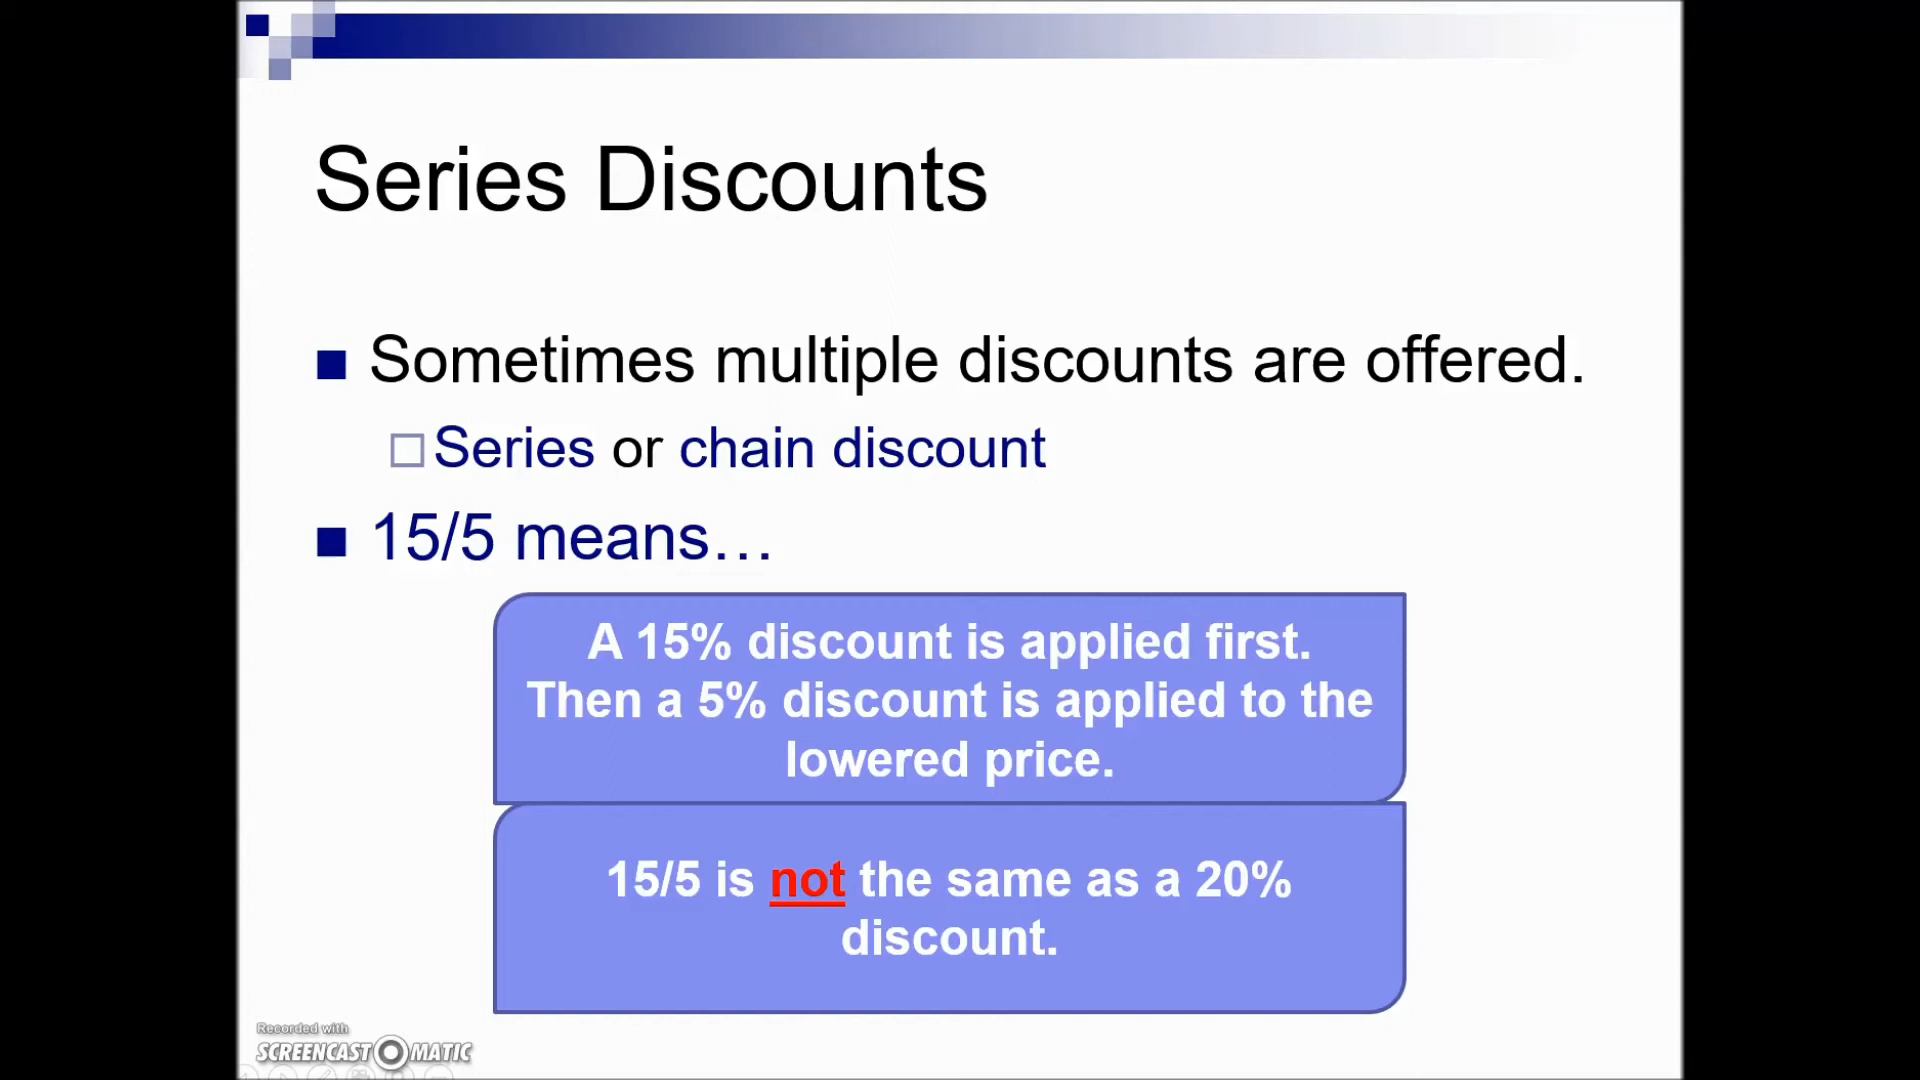 Series Discounts
Sometimes multiple discounts are offered.
Series or chain discount
15/5 means…
A 15% discount is applied first.
Then a 5% discount is applied to the
lowered price.
15/5 is not the same as a 20%
discount.
Recorded with
SCREENCAST MATIC